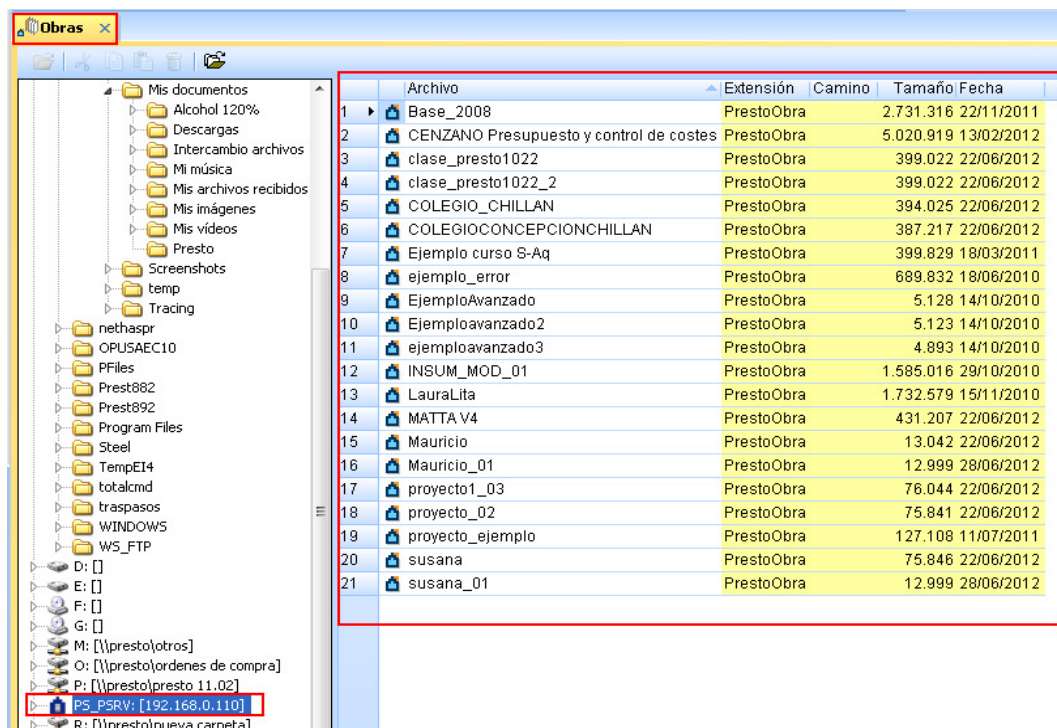 Obras
Mis documentos
Alcohol 120%
Descargas
Intercambio archivos
Mi música
Mis archivos recibidos
Mis imágenes
Mis vídeos
Presto
Screenshots
temp
Tracing
nethaspr
OPUSAEC10
PFiles
Prest882
Prest892
Program Files
Steel
TempEI4
totalcmd
traspasos
WINDOWS
WS_FTP
D: []
E: []
F: []
G: []
M: [\\presto\otros]
O: [\\presto\ordenes de compra]
P: [\\presto\presto 11.02]
PS_PSRV: [192.168.0.110]
R: [\\presto\nueva carpeta]
Archivo Extensión Camino Tamaño Fecha
1 Base_2008 PrestoObra 2.731.316 22/11/2011
2 CENZANO Presupuesto y control de costes PrestoObra 5.020.919 13/02/2012
3 clase_presto1022 PrestoObra 399.022 22/06/2012
4 clase_presto1022_2 PrestoObra 399.022 22/06/2012
5 COLEGIO_CHILLAN PrestoObra 394.025 22/06/2012
6 COLEGIOCONCEPCIONCHILLAN PrestoObra 387.217 22/06/2012
7 Ejemplo curso S-Aq PrestoObra 399.829 18/03/2011
8 ejemplo_error PrestoObra 689.832 18/06/2010
9 EjemploAvanzado PrestoObra 5.128 14/10/2010
10 Ejemploavanzado2 PrestoObra 5.123 14/10/2010
11 ejemploavanzado3 PrestoObra 4.893 14/10/2010
12 INSUM_MOD_01 PrestoObra 1.585.016 29/10/2010
13 LauraLita PrestoObra 1.732.579 15/11/2010
14 MATTA V4 PrestoObra 431.207 22/06/2012
15 Mauricio PrestoObra 13.042 22/06/2012
16 Mauricio_01 PrestoObra 12.999 28/06/2012
17 proyecto1_03 PrestoObra 76.044 22/06/2012
18 proyecto_02 PrestoObra 75.841 22/06/2012
19 proyecto_ejemplo PrestoObra 127.108 11/07/2011
20 susana PrestoObra 75.846 22/06/2012
21 susana_01 PrestoObra 12.999 28/06/2012